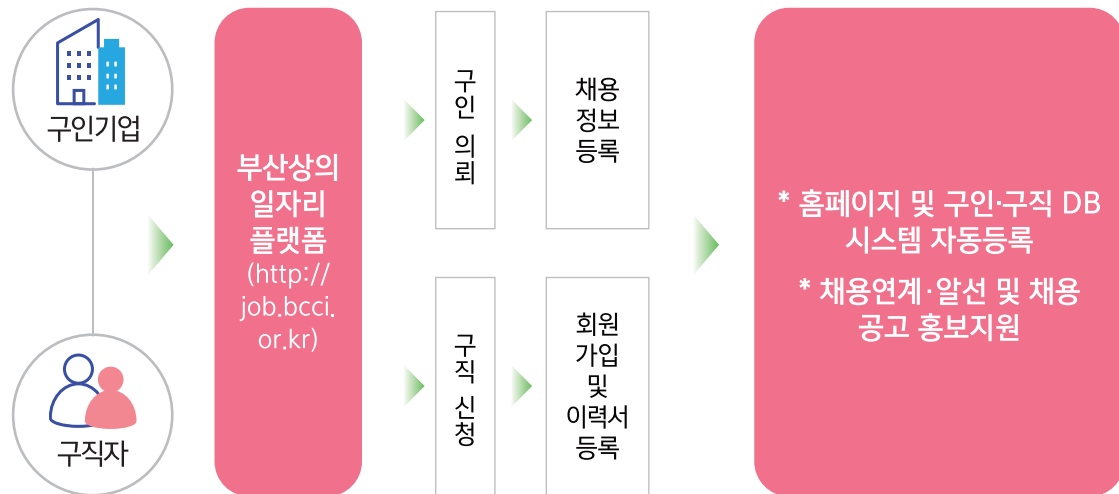 구인기업
구직자
부산상의
일자리
플랫폼
(http://
job.bcci.
or.kr)
구인 의뢰
채용
정보
등록
구직 신청
회원
가입
및
이력서
등록
* 홈페이지 및 구인·구직 DB
시스템 자동등록
* 채용연계·알선 및 채용
공고 홍보지원